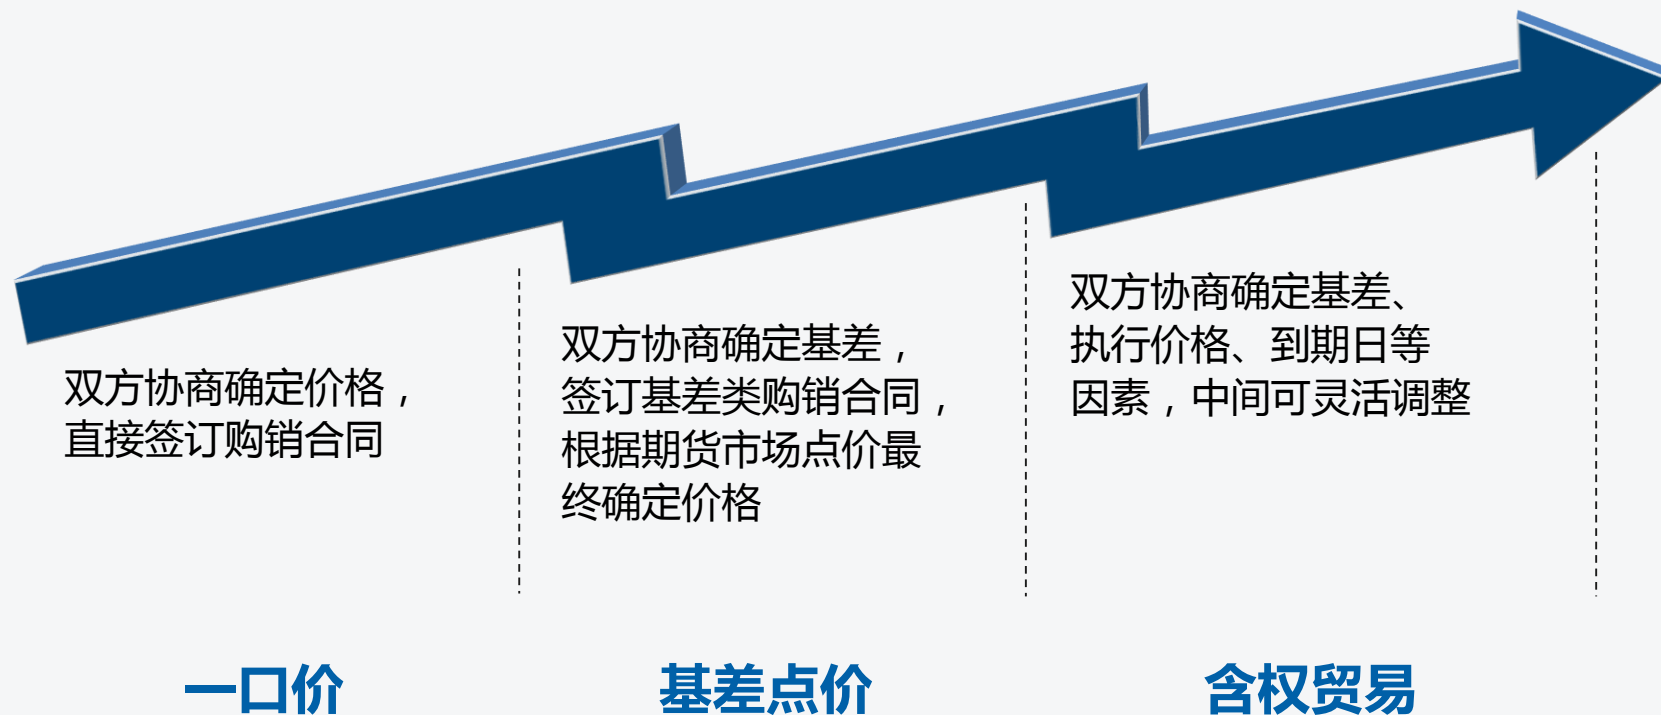 双方协商确定价格，
直接签订购销合同
双方协商确定基差，
签订基差类购销合同，
根据期货市场点价最
终确定价格
双方协商确定基差、
执行价格、到期日等
因素，中间可灵活调整
一口价
基差点价
含权贸易